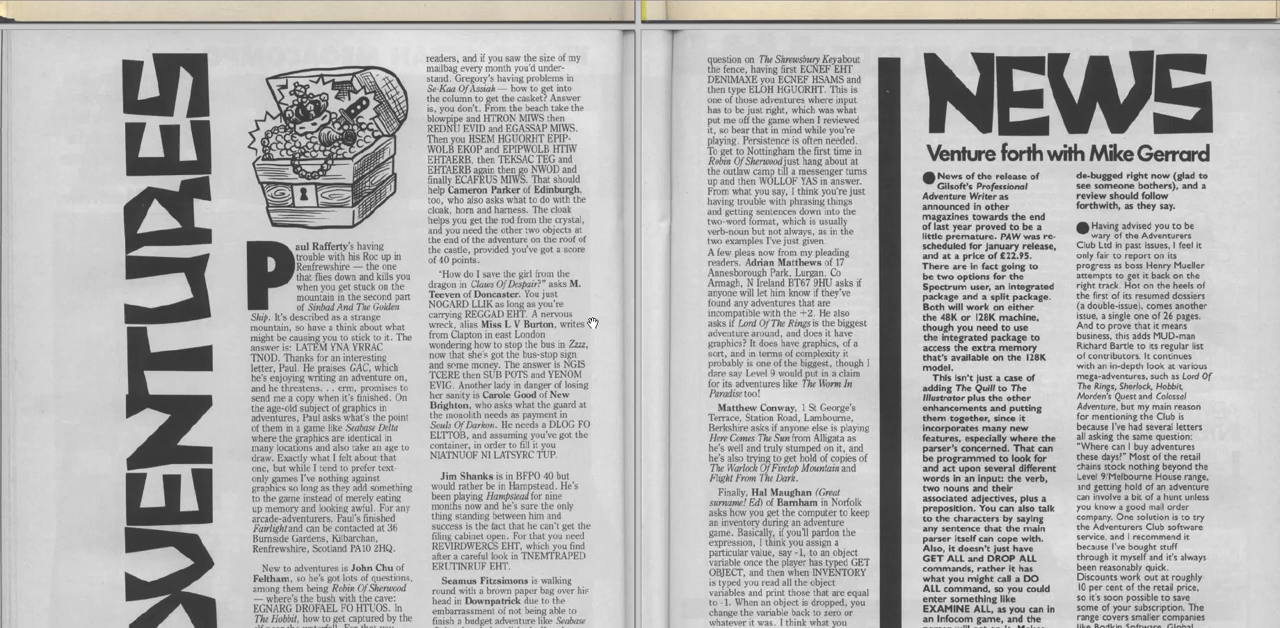 VENTURES
Paul Rafferty's having
trouble with his Roc up in
Renfrewshire — the one
that flies down and kills you
when you get stuck on the
mountain in the second part
of Sinbad And The Golden
Ship. It's described as a strange
mountain, so have a think about what
might be causing you to stick to it. The
answer is: LATEM YNA YRRAC
TNOD. Thanks for an interesting
letter, Paul. He praises GAC, which
he's enjoying writing an adventure on,
and he threatens. . . erm, promises to
send me a copy when it's finished. On
the age-old subject of graphics in
adventures, Paul asks what's the point
of them in a game like Seabase Delta
where the graphics are identical in
many locations and also take an age to
draw. Exactly what I felt about that
one, but while I tend to prefer text-
only games I've nothing against
graphics so long as they add something
to the game instead of merely eating
up memory and looking awful. For any
arcade-adventurers, Paul's finished
Fairlight and can be contacted at 36
Burnside Gardens, Kilbarchan,
Renfrewshire, Scotland PA10 2HQ.
New to adventures is John Chu of
Feltham, so he's got lots of questions,
among them being Robin Of Sherwood
— where's the bush with the cave:
EGNARG DROFAEL FO HTUOS. In
The Hobbit, how to get captured by the
readers, and if you saw the size of my
mailbag every month you'd under-
stand. Gregory's having problems in
Se-Kaa Of Assiah — how to get into
the column to get the casket? Answer
is, you don't. From the beach take the
blowpipe and HTRON MIWS then
REDNU EVID and EGASSAP MIWS.
Then you HSEM HGUORHT EPIP-
WOLB EKOP and EPIPWOLB HTIW
EHTAERB, then TEKSAC TEG and
EHTAERB again then go NWOD and
finally ECAFRUS MIWS. That should
help Cameron Parker of Edinburgh,
too, who also asks what to do with the
cloak, horn and harness. The cloak
helps you get the rod from the crystal,
and you need the other two objects at
the end of the adventure on the roof of
the castle, provided you've got a score
of 40 points.
'How do I save the girl from the
dragon in Claws Of Despair?" asks M.
Teeven of Doncaster. You just
NOGARD LLIK as long as you're
carrying REGGAD EHT. A nervous
wreck, alias Miss L V Burton, writes
from Clapton in east London
wondering how to stop the bus in Zzzz,
now that she's got the bus-stop sign
and some money. The answer is NGIS
TCERE then SUB POTS and YENOM
EVIG. Another lady in danger of losing
her sanity is Carole Good of New
Brighton, who asks what the guard at
the monolith needs as payment in
Souls Of Darkon. He needs a DLOG FO
ELTTOB, and assuming you've got the
container, in order to fill it you
NIATNUOF NI LATSYRC TUP.
Jim Shanks is in BFPO 40 but
would rather be in Hampstead. He's
been playing Hampstead for nine
months now and he's sure the only
thing standing between him and
success is the fact that he can't get the
filing cabinet open. For that you need
REVIRDWERCS EHT, which you find
after a careful look in TNEMTRAPED
ERUTINRUF EHT.
Seamus Fitzsimons is walking
round with a brown paper bag over his
head in Downpatrick due to the
embarrassment of not being able to
finish a budget adventure like Seabase
question on The Shrewsbury Key about
the fence, having first ECNEF EHT
DENIMAXE you ECNEF HSAMS and
then type ELOH HGUORHT. This is
one of those adventures where input
has to be just right, which was what
put me off the game when I reviewed
it, so bear that in mind while you're
playing. Persistence is often needed.
To get to Nottingham the first time in
Robin Of Sherwood just hang about at
the outlaw camp till a messenger turns
up and then WOLLOF YAS in answer.
From what you say, I think you're just
having trouble with phrasing things
and getting sentences down into the
two-word format, which is usually
verb-noun but not always, as in the
two examples I've just given.
A few pleas now from my pleading
readers. Adrian Matthews of 17
Annesborough Park, Lurgan, Co
Armagh, N Ireland BT67 9HU asks if
anyone will let him know if they've
found any adventures that are
incompatible with the +2. He also
asks if Lord Of The Rings is the biggest
adventure around, and does it have
graphics? It does have graphics, of a
sort, and in terms of complexity it
probably is one of the biggest, though I
dare say Level 9 would put in a claim
for its adventures like The Worm In
Paradise too!
Matthew Conway, 1 St George's
Terrace, Station Road, Lambourne,
Berkshire asks if anyone else is playing
Here Comes The Sun from Alligata as
he's well and truly stumped on it, and
he's also trying to get hold of copies of
The Warlock Of Firetop Mountain and
Flight From The Dark.
Finally, Hal Maughan (Great
surname! Ed) of Barnham in Norfolk
asks how you get the computer to keep
an inventory during an adventure
game. Basically, if you'll pardon the
expression, I think you assign a
particular value, say -1, to an object
variable once the player has typed GET
OBJECT, and then when INVENTORY
is typed you read all the object
variables and print those that are equal
to -1. When an object is dropped, you
change the variable back to zero or
whatever it was. I think what you
NEWS
Venture forth with Mike Gerrard
News of the release of
Gilsoft's Professional
Adventure Writer as
announced in other
magazines towards the end
of last year proved to be a
little premature. PAW was re-
scheduled for January release,
and at a price of £22.95.
There are in fact going to
be two options for the
Spectrum user, an integrated
package and a split package.
Both will work on either
the 48K or 128K machine,
though you need to use
the integrated package to
access the extra memory
that's available on the 128K
model.
This isn't just a case of
adding The Quill to The
Illustrator plus the other
enhancements and putting
them together, since it
incorporates many new
features, especially where the
parser's concerned. That can
be programmed to look for
and act upon several different
words in an input: the verb,
two nouns and their
associated adjectives, plus a
preposition. You can also talk
to the characters by saying
any sentence that the main
parser itself can cope with.
Also, it doesn't just have
GET ALL and DROP ALL
commands, rather it has
what you might call a DO
ALL command, so you could
enter something like
EXAMINE ALL, as you can in
an Infocom game, and the
de-bugged right now (glad to
see someone bothers), and a
review should follow
forthwith, as they say.
Having advised you to be
wary of the Adventurers
Club Ltd in past issues, I feel it
only fair to report on its
progress as boss Henry Mueller
attempts to get it back on the
right track. Hot on the heels of
the first of its resumed dossiers
(a double-issue), comes another
issue, a single one of 26 pages.
And to prove that it means
business, this adds MUD-man
Richard Bartle to its regular list
of contributors. It continues
with an in-depth look at various
mega-adventures, such as Lord Of
The Rings, Sherlock, Hobbit,
Morden's Quest and Colossal
Adventure, but my main reason
for mentioning the Club is
because I've had several letters
all asking the same question:
"Where can I buy adventures
these days?" Most of the retail
chains stock nothing beyond the
Level 9/Melbourne House range,
and getting hold of an adventure
can involve a bit of a hunt unless
you know a good mail order
company. One solution is to try
the Adventurers Club software
service, and I recommend it
because I've bought stuff
through it myself and it's always
been reasonably quick.
Discounts work out at roughly
10 per cent of the retail price,
so it's soon possible to save
some of your subscription. The
range covers smaller companies
like Bodkin Software, Global